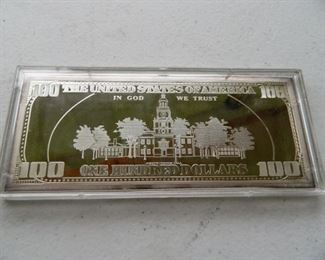 100 THE UNITED STATES OF AMERICA 100
IN GOD WE TRUST
100 ONE HUNDRED DOLLARS 100